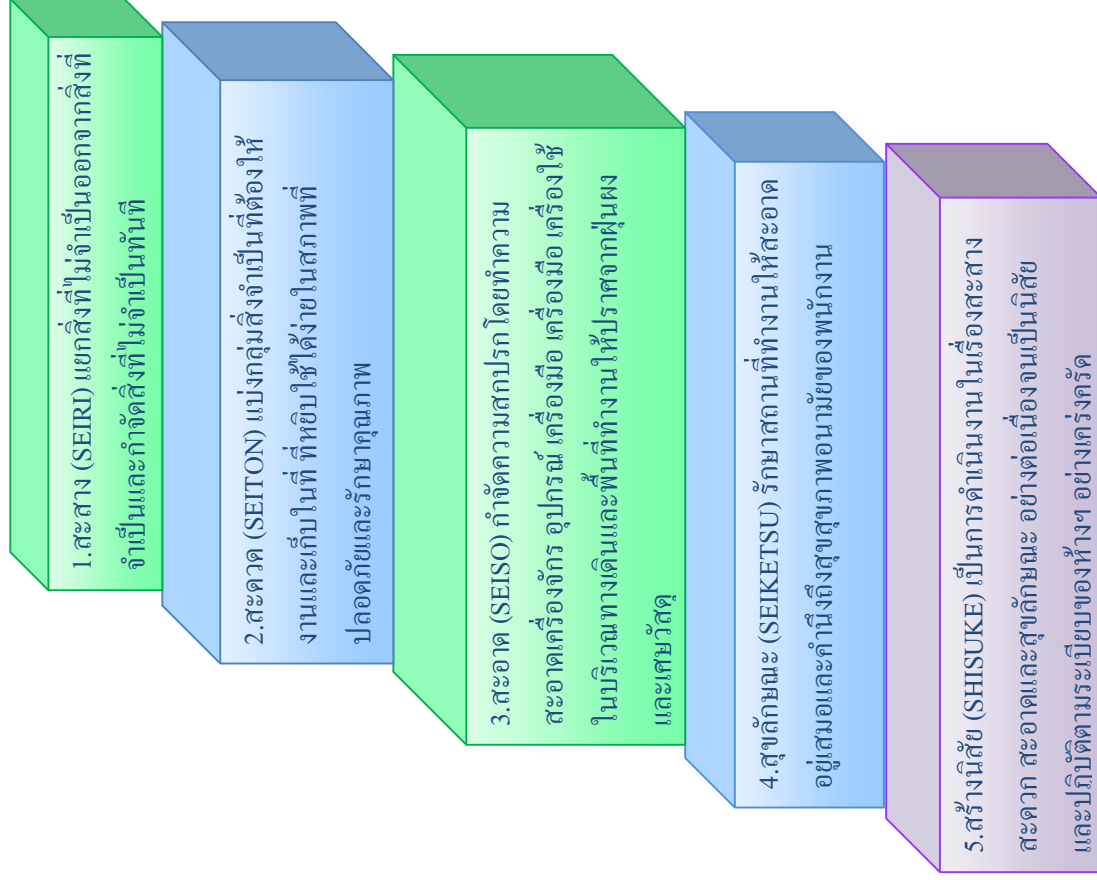 1.สะสาง (SEIRI) แยกสิ่งที่ไม่จำเป็นออกจากสิ่งที่
จำเป็นและกำจัดสิ่งที่ไม่จำเป็นทันที
2.สะดวด (SEITON) แบ่งกลุ่มสิ่งจำเป็นที่ต้องให้
งานและเก็บในที่ ที่หยิบใช้ได้ง่ายในสภาพที่
ปลอดภัยและรักษาคุณภาพ
3.สะอาด (SEISO) กำจัดความสกปรก โดยทำความ
สะอาดเครื่องจักร อุปกรณ์ เครื่องมือ เครื่องมือ เครื่องใช้
ในบริเวณทางเดินและพื้นที่ทำงานให้ปราศจากฝุ่นผง
และเศษวัสดุ
4.สุขลักษณะ (SEIKETSU) รักษาสถานที่ทำงานให้สะอาด
อยู่เสมอและคำนึงถึงสุขสุขภาพอนามัยของพนักงาน
5.สร้างนิสัย (SHISUKE) เป็นการดำเนินงานในเรื่องสะสาง
สะดวก สะอาดและสุขลักษณะ อย่างต่อเนื่องจนเป็นนิสัย
และปฏิบัติตามระเบียบของห้างฯ อย่างเคร่งครัด